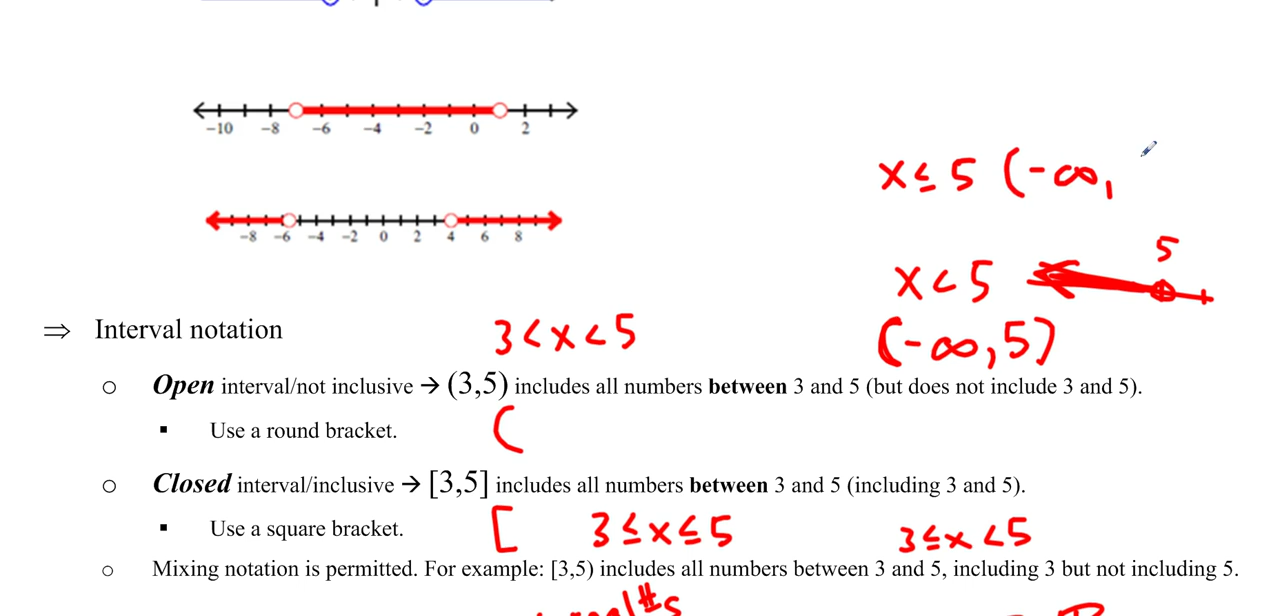 −10 −8 −6 −4 −2 0 2
x ≤ 5 (-∞,
−8 −6 −4 −2 0 2 4 6 8
5
x < 5
⇒ Interval notation
3 < x < 5
(-∞, 5)
o Open interval/not inclusive → (3,5) includes all numbers between 3 and 5 (but does not include 3 and 5).
▪ Use a round bracket.
(
o Closed interval/inclusive → [3,5] includes all numbers between 3 and 5 (including 3 and 5).
▪ Use a square bracket.
[ 3 ≤ x ≤ 5
3 ≤ x < 5
o Mixing notation is permitted. For example: [3,5) includes all numbers between 3 and 5, including 3 but not including 5.